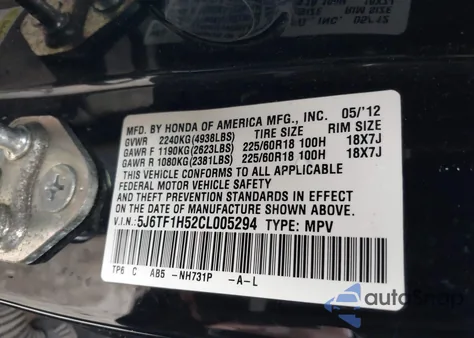 MFD. BY HONDA OF AMERICA MFG., INC. 05/'12
GVWR 2240KG(4938LBS) TIRE SIZE RIM SIZE
GAWR F 1190KG(2623LBS) 225/60R18 100H 18X7J
GAWR R 1080KG(2381LBS) 225/60R18 100H 18X7J
THIS VEHICLE CONFORMS TO ALL APPLICABLE
FEDERAL MOTOR VEHICLE SAFETY
AND THEFT PREVENTION STANDARDS IN EFFECT
ON THE DATE OF MANUFACTURE SHOWN ABOVE.
V.I.N: 5J6TF1H52CL005294 TYPE: MPV
TP6 C AB5 -NH731P -A-L